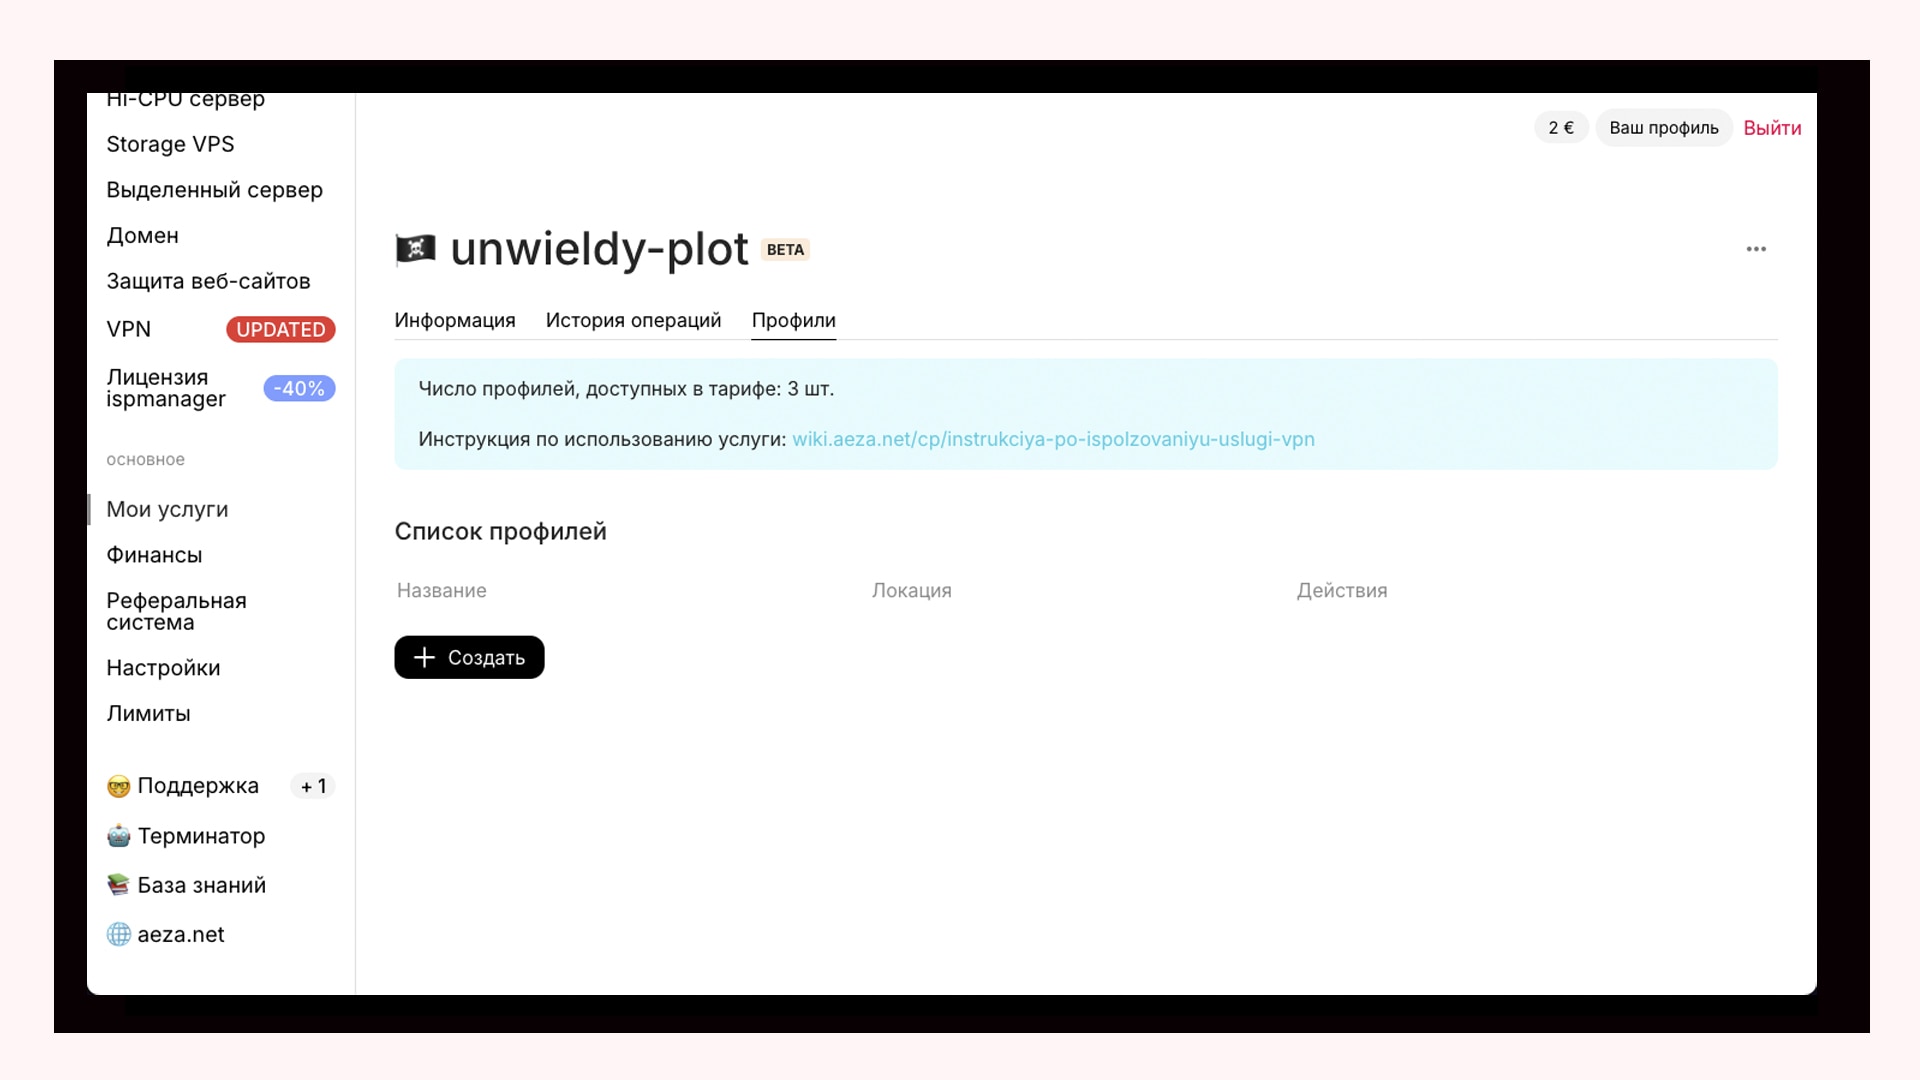 Hi-CPU сервер
Storage VPS
Выделенный сервер
Домен
Защита веб-сайтов
VPN UPDATED
Лицензия
ispmanager -40%
основное
Мои услуги
Финансы
Реферальная
система
Настройки
Лимиты
Поддержка + 1
Терминатор
База знаний
aeza.net
2 € Ваш профиль Выйти
unwieldy-plot BETA
Информация История операций Профили
Число профилей, доступных в тарифе: 3 шт.
Инструкция по использованию услуги: wiki.aeza.net/cp/instrukciya-po-ispolzovaniyu-uslugi-vpn
Список профилей
Название Локация Действия
Создать